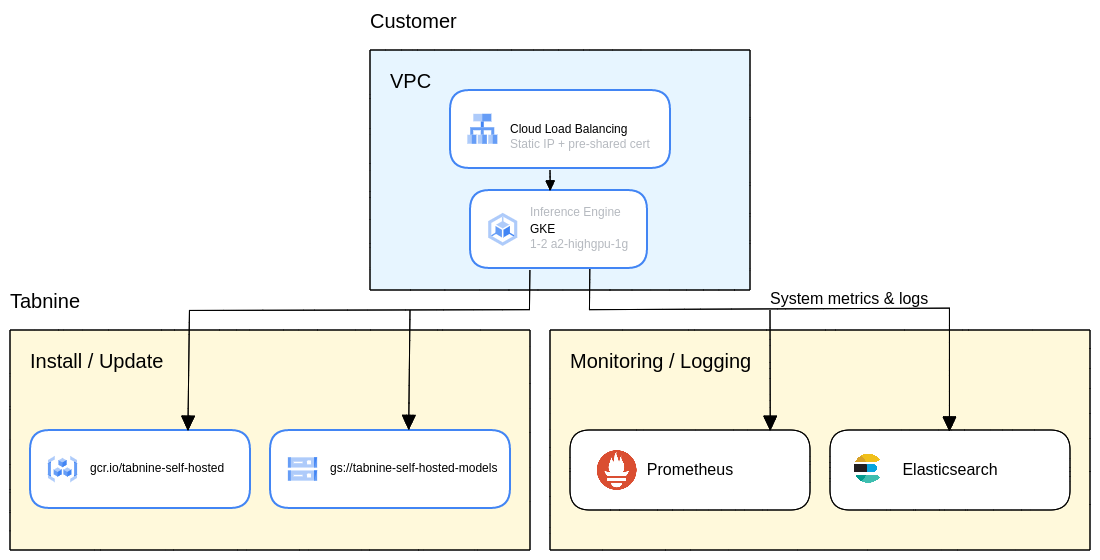 Customer
VPC
Cloud Load Balancing
Static IP + pre-shared cert
Inference Engine
GKE
1-2 a2-highgpu-1g
Tabnine
System metrics & logs
Install / Update
Monitoring / Logging
gcr.io/tabnine-self-hosted
gs://tabnine-self-hosted-models
Prometheus
Elasticsearch